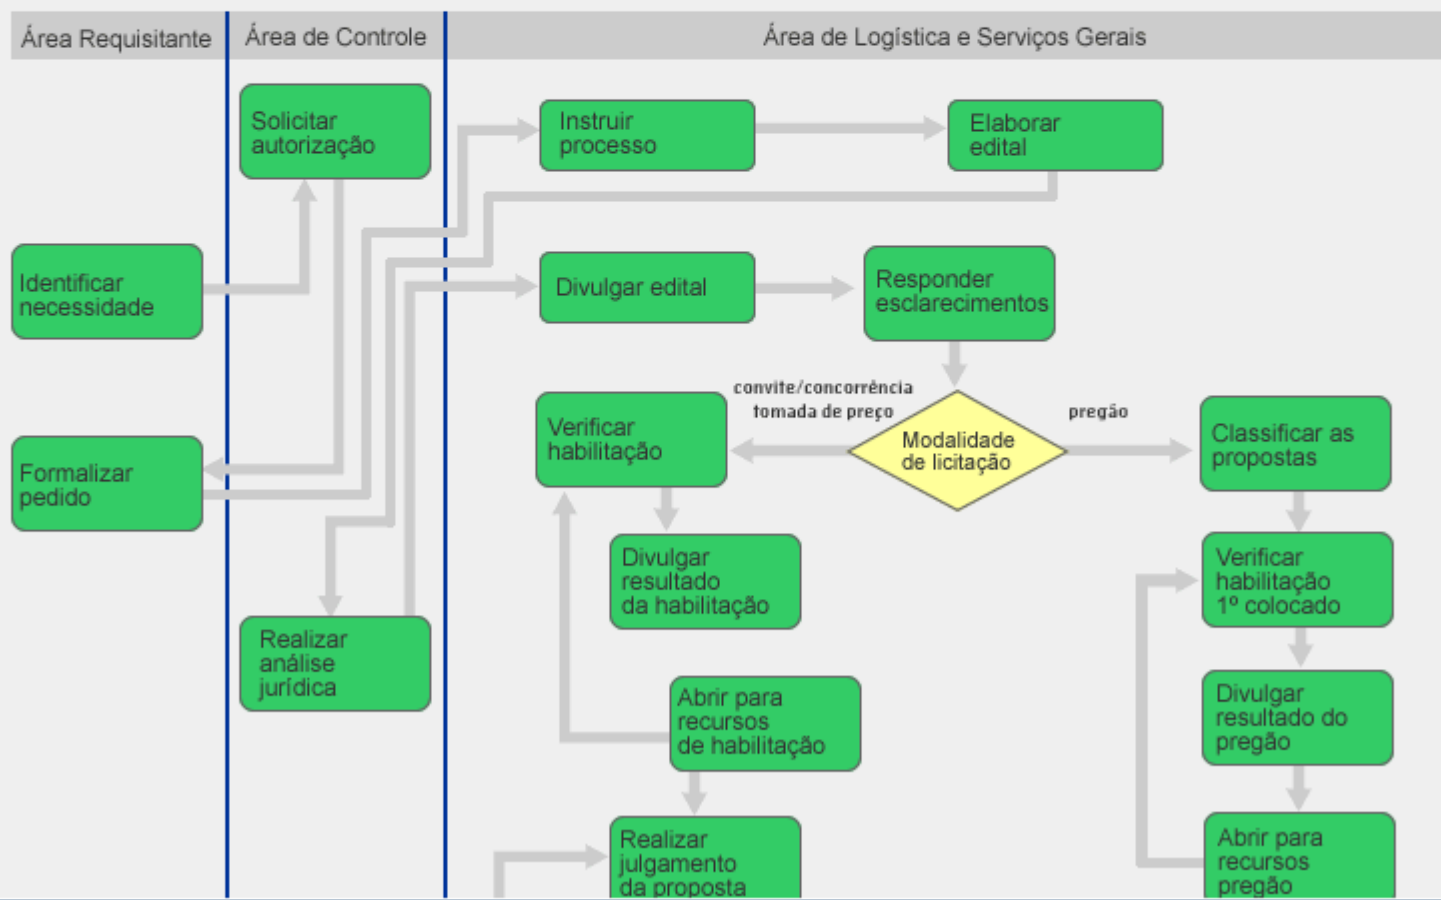 Área Requisitante
Área de Controle
Área de Logística e Serviços Gerais
Solicitar
autorização
Instruir
processo
Elaborar
edital
Identificar
necessidade
Divulgar edital
Responder
esclarecimentos
convite/concorrência
tomada de preço
pregão
Modalidade
de licitação
Verificar
habilitação
Classificar as
propostas
Formalizar
pedido
Divulgar
resultado
da habilitação
Verificar
habilitação
1º colocado
Realizar
análise
jurídica
Abrir para
recursos
de habilitação
Divulgar
resultado do
pregão
Realizar
julgamento
da proposta
Abrir para
recursos
pregão